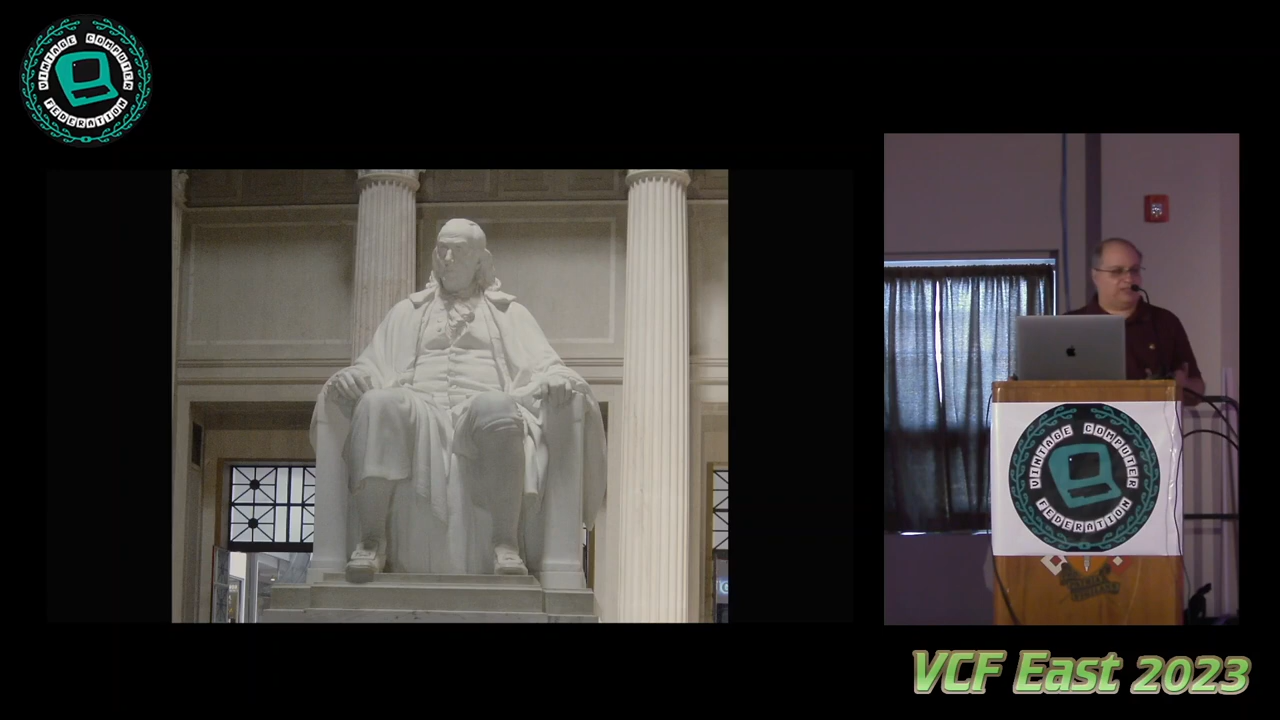 VINTAGE COMPUTER
FEDERATION
VINTAGE COMPUTER
FEDERATION
VCF East 2023